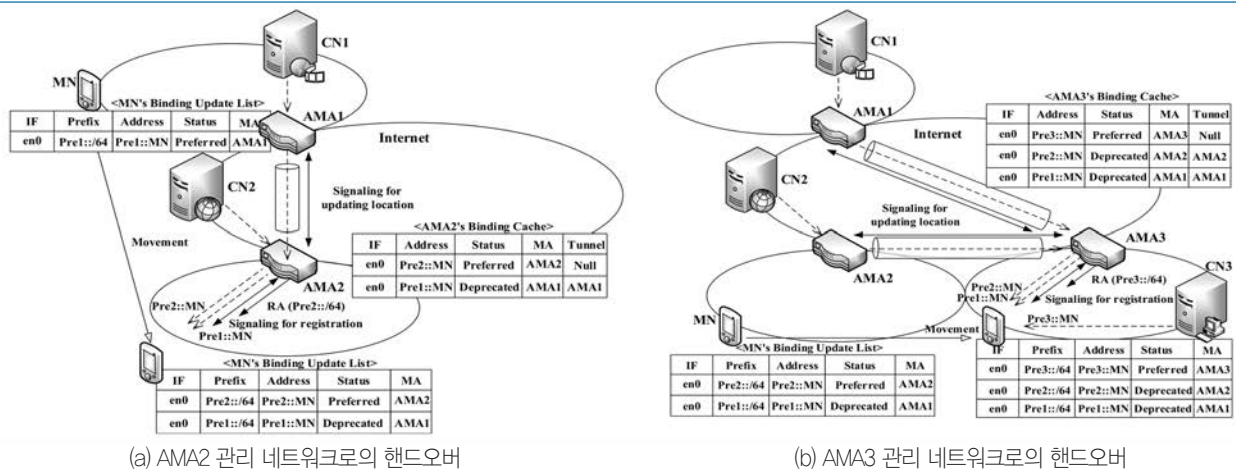 CN1
MN
<MN's Binding Update List>
IF Prefix Address Status MA
en0 Pre1::/64 Pre1::MN Preferred AMA1
AMA1
Internet
CN2
Signaling for
updating location
Movement
<AMA2's Binding Cache>
IF Address Status MA Tunnel
en0 Pre2::MN Preferred AMA2 Null
en0 Pre1::MN Deprecated AMA1 AMA1
AMA2
RA (Pre2::/64)
Pre2::MN
Signaling for registration
Pre1::MN
<MN's Binding Update List>
IF Prefix Address Status MA
en0 Pre2::/64 Pre2::MN Preferred AMA2
en0 Pre1::/64 Pre1::MN Deprecated AMA1
(a) AMA2 관리 네트워크로의 핸드오버
CN1
AMA1
Internet
<AMA3's Binding Cache>
IF Address Status MA Tunnel
en0 Pre3::MN Preferred AMA3 Null
en0 Pre2::MN Deprecated AMA2 AMA2
en0 Pre1::MN Deprecated AMA1 AMA1
CN2
Signaling for
updating location
AMA3
AMA2
CN3
RA (Pre3::/64)
Pre2::MN
Pre1::MN
Signaling for registration
Pre3::MN
MN
Movement
<MN's Binding Update List>
IF Prefix Address Status MA
en0 Pre2::/64 Pre2::MN Preferred AMA2
en0 Pre1::/64 Pre1::MN Deprecated AMA1
IF Prefix Address Status MA
en0 Pre3::/64 Pre3::MN Preferred AMA3
en0 Pre2::/64 Pre2::MN Deprecated AMA2
en0 Pre1::/64 Pre1::MN Deprecated AMA1
(b) AMA3 관리 네트워크로의 핸드오버